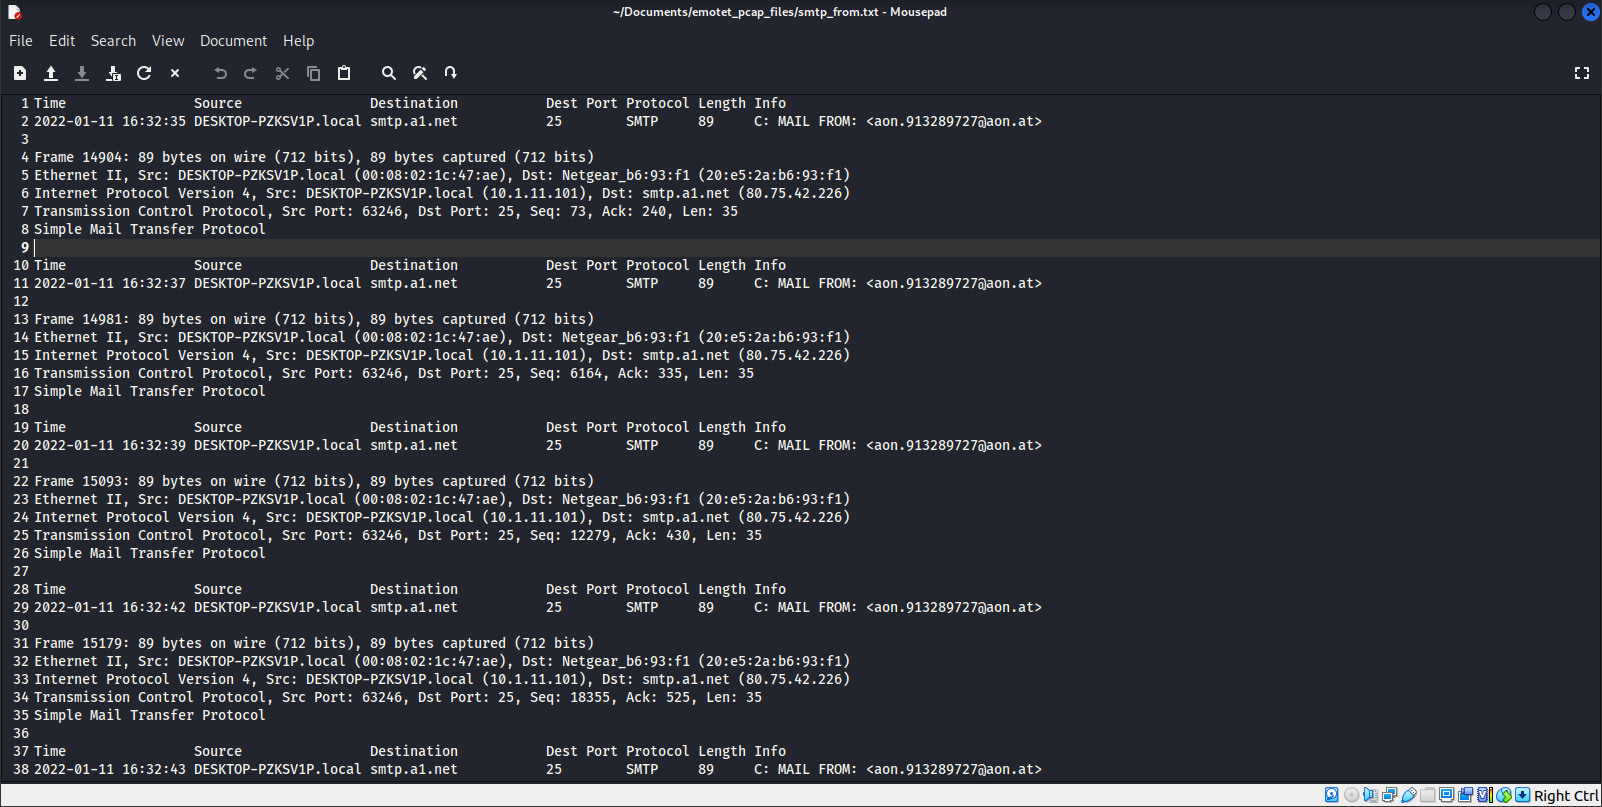 ~/Documents/emotet_pcap_files/smtp_from.txt - Mousepad
File Edit Search View Document Help
1 Time Source Destination Dest Port Protocol Length Info
2 2022-01-11 16:32:35 DESKTOP-PZKSV1P.local smtp.a1.net 25 SMTP 89 C: MAIL FROM: <aon.913289727@aon.at>
3
4 Frame 14904: 89 bytes on wire (712 bits), 89 bytes captured (712 bits)
5 Ethernet II, Src: DESKTOP-PZKSV1P.local (00:08:02:1c:47:ae), Dst: Netgear_b6:93:f1 (20:e5:2a:b6:93:f1)
6 Internet Protocol Version 4, Src: DESKTOP-PZKSV1P.local (10.1.11.101), Dst: smtp.a1.net (80.75.42.226)
7 Transmission Control Protocol, Src Port: 63246, Dst Port: 25, Seq: 73, Ack: 240, Len: 35
8 Simple Mail Transfer Protocol
9
10 Time Source Destination Dest Port Protocol Length Info
11 2022-01-11 16:32:37 DESKTOP-PZKSV1P.local smtp.a1.net 25 SMTP 89 C: MAIL FROM: <aon.913289727@aon.at>
12
13 Frame 14981: 89 bytes on wire (712 bits), 89 bytes captured (712 bits)
14 Ethernet II, Src: DESKTOP-PZKSV1P.local (00:08:02:1c:47:ae), Dst: Netgear_b6:93:f1 (20:e5:2a:b6:93:f1)
15 Internet Protocol Version 4, Src: DESKTOP-PZKSV1P.local (10.1.11.101), Dst: smtp.a1.net (80.75.42.226)
16 Transmission Control Protocol, Src Port: 63246, Dst Port: 25, Seq: 6164, Ack: 335, Len: 35
17 Simple Mail Transfer Protocol
18
19 Time Source Destination Dest Port Protocol Length Info
20 2022-01-11 16:32:39 DESKTOP-PZKSV1P.local smtp.a1.net 25 SMTP 89 C: MAIL FROM: <aon.913289727@aon.at>
21
22 Frame 15093: 89 bytes on wire (712 bits), 89 bytes captured (712 bits)
23 Ethernet II, Src: DESKTOP-PZKSV1P.local (00:08:02:1c:47:ae), Dst: Netgear_b6:93:f1 (20:e5:2a:b6:93:f1)
24 Internet Protocol Version 4, Src: DESKTOP-PZKSV1P.local (10.1.11.101), Dst: smtp.a1.net (80.75.42.226)
25 Transmission Control Protocol, Src Port: 63246, Dst Port: 25, Seq: 12279, Ack: 430, Len: 35
26 Simple Mail Transfer Protocol
27
28 Time Source Destination Dest Port Protocol Length Info
29 2022-01-11 16:32:42 DESKTOP-PZKSV1P.local smtp.a1.net 25 SMTP 89 C: MAIL FROM: <aon.913289727@aon.at>
30
31 Frame 15179: 89 bytes on wire (712 bits), 89 bytes captured (712 bits)
32 Ethernet II, Src: DESKTOP-PZKSV1P.local (00:08:02:1c:47:ae), Dst: Netgear_b6:93:f1 (20:e5:2a:b6:93:f1)
33 Internet Protocol Version 4, Src: DESKTOP-PZKSV1P.local (10.1.11.101), Dst: smtp.a1.net (80.75.42.226)
34 Transmission Control Protocol, Src Port: 63246, Dst Port: 25, Seq: 18355, Ack: 525, Len: 35
35 Simple Mail Transfer Protocol
36
37 Time Source Destination Dest Port Protocol Length Info
38 2022-01-11 16:32:43 DESKTOP-PZKSV1P.local smtp.a1.net 25 SMTP 89 C: MAIL FROM: <aon.913289727@aon.at>
Right Ctrl